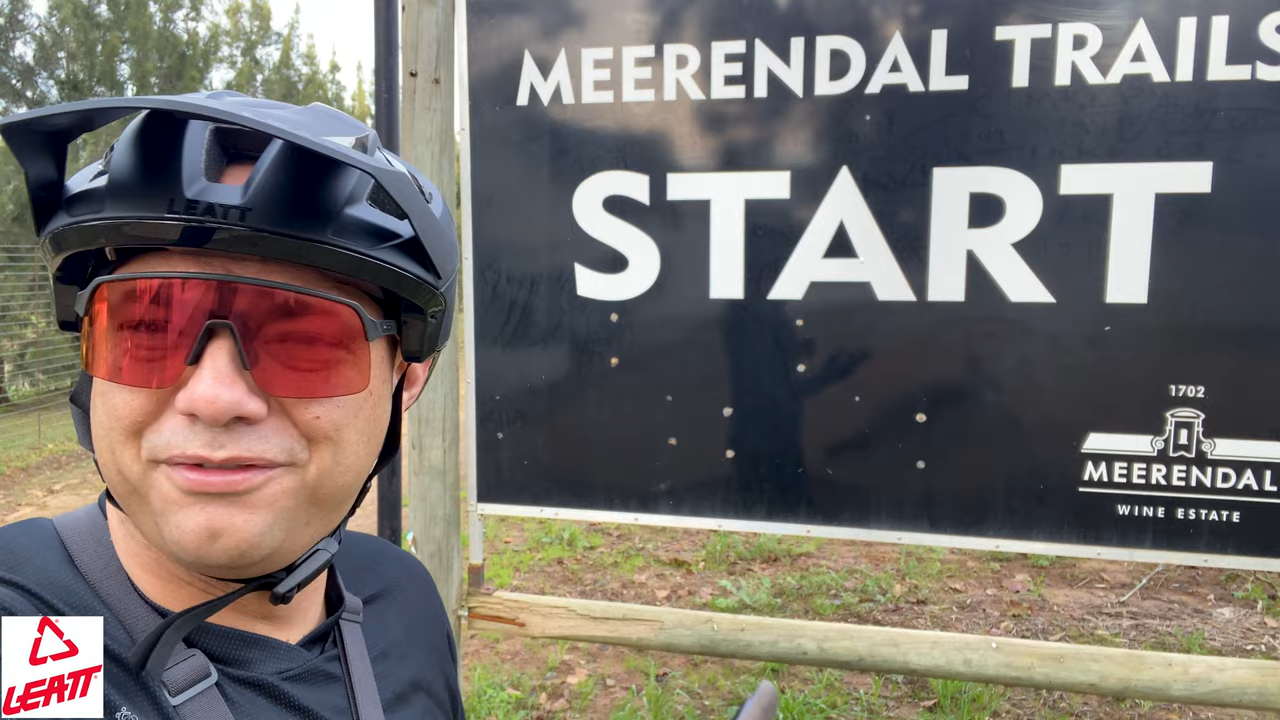 MEERENDAL TRAILS
START
1702
MEERENDAL
WINE ESTATE
LEATT
LEATT